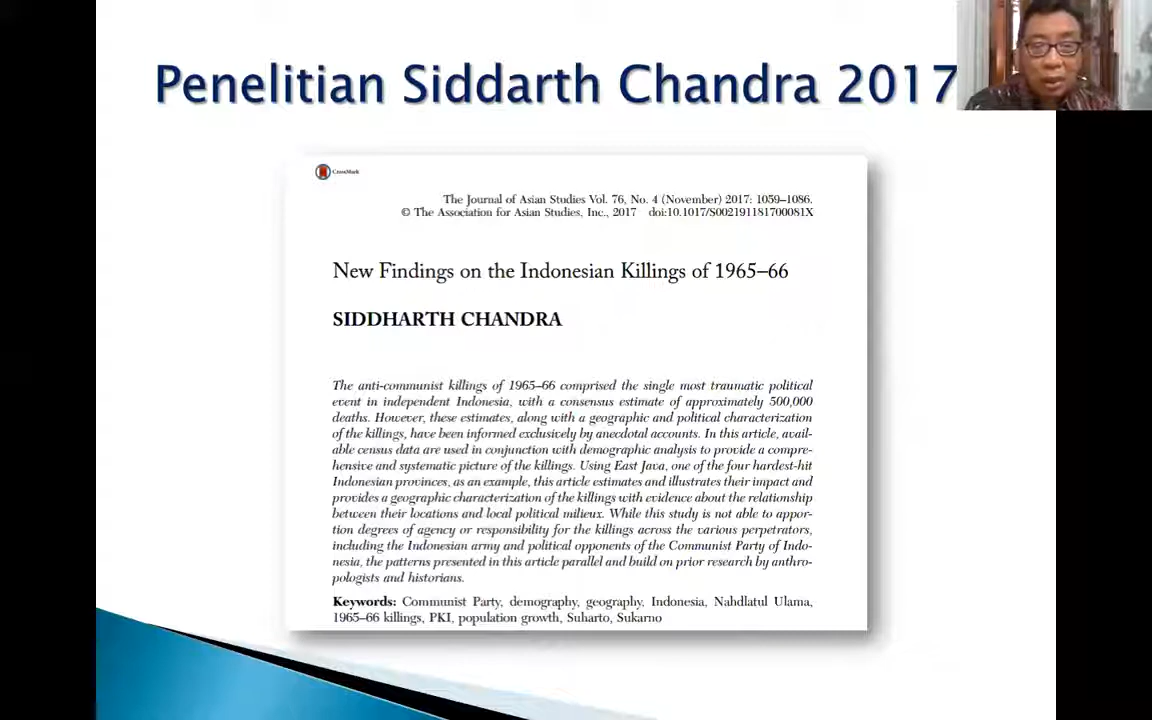 Penelitian Siddarth Chandra 2017
CrossMark
The Journal of Asian Studies Vol. 76, No. 4 (November) 2017: 1059–1086.
© The Association for Asian Studies, Inc., 2017 doi:10.1017/S002191181700081X
New Findings on the Indonesian Killings of 1965–66
SIDDHARTH CHANDRA
The anti-communist killings of 1965–66 comprised the single most traumatic political
event in independent Indonesia, with a consensus estimate of approximately 500,000
deaths. However, these estimates, along with a geographic and political characterization
of the killings, have been informed exclusively by anecdotal accounts. In this article, avail-
able census data are used in conjunction with demographic analysis to provide a compre-
hensive and systematic picture of the killings. Using East Java, one of the four hardest-hit
Indonesian provinces, as an example, this article estimates and illustrates their impact and
provides a geographic characterization of the killings with evidence about the relationship
between their locations and local political milieux. While this study is not able to appor-
tion degrees of agency or responsibility for the killings across the various perpetrators,
including the Indonesian army and political opponents of the Communist Party of Indo-
nesia, the patterns presented in this article parallel and build on prior research by anthro-
pologists and historians.
Keywords: Communist Party, demography, geography, Indonesia, Nahdlatul Ulama,
1965–66 killings, PKI, population growth, Suharto, Sukarno